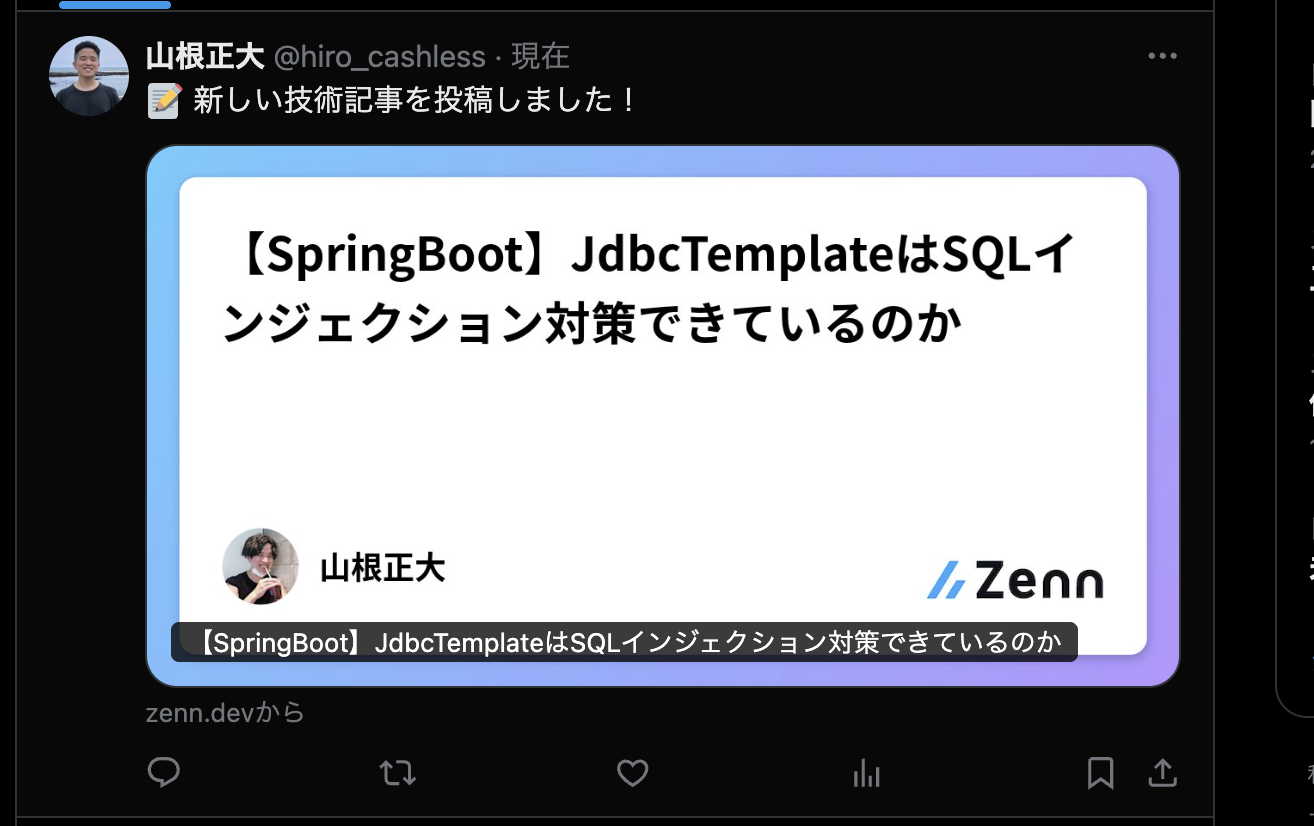 山根正大 @hiro_cashless · 現在
📝 新しい技術記事を投稿しました！
【SpringBoot】JdbcTemplateはSQLイ
ンジェクション対策できているのか
山根正大
Zenn
【SpringBoot】JdbcTemplateはSQLインジェクション対策できているのか
zenn.devから